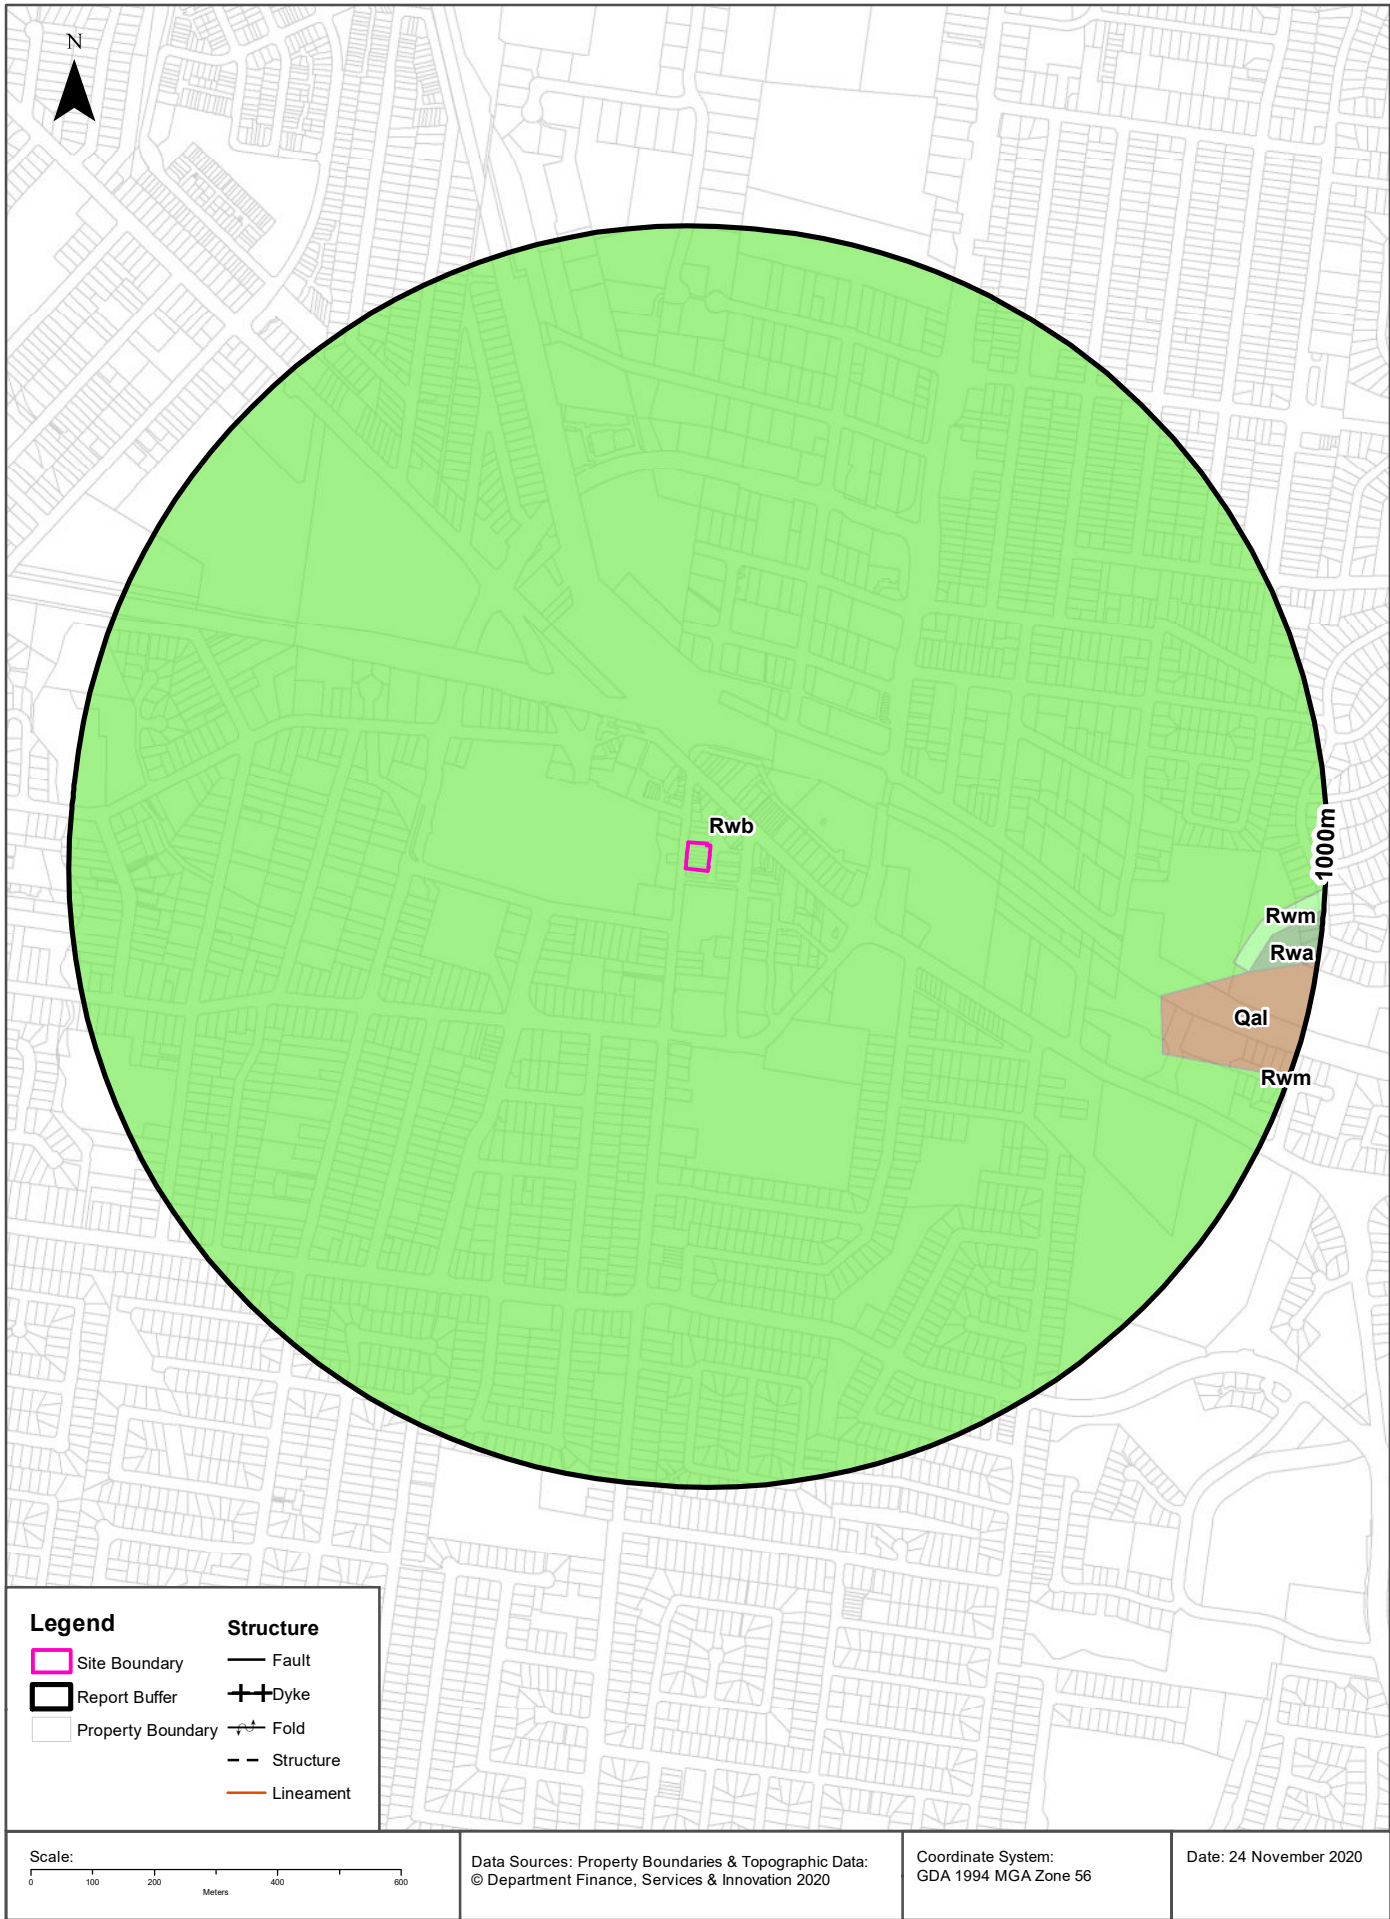 N
Rwb
1000m
Rwm
Rwa
Qal
Rwm
Legend
Site Boundary
Report Buffer
Property Boundary
Structure
Fault
Dyke
Fold
Structure
Lineament
Scale:
0 100 200 400 600
Meters
Data Sources: Property Boundaries & Topographic Data:
© Department Finance, Services & Innovation 2020
Coordinate System:
GDA 1994 MGA Zone 56
Date: 24 November 2020